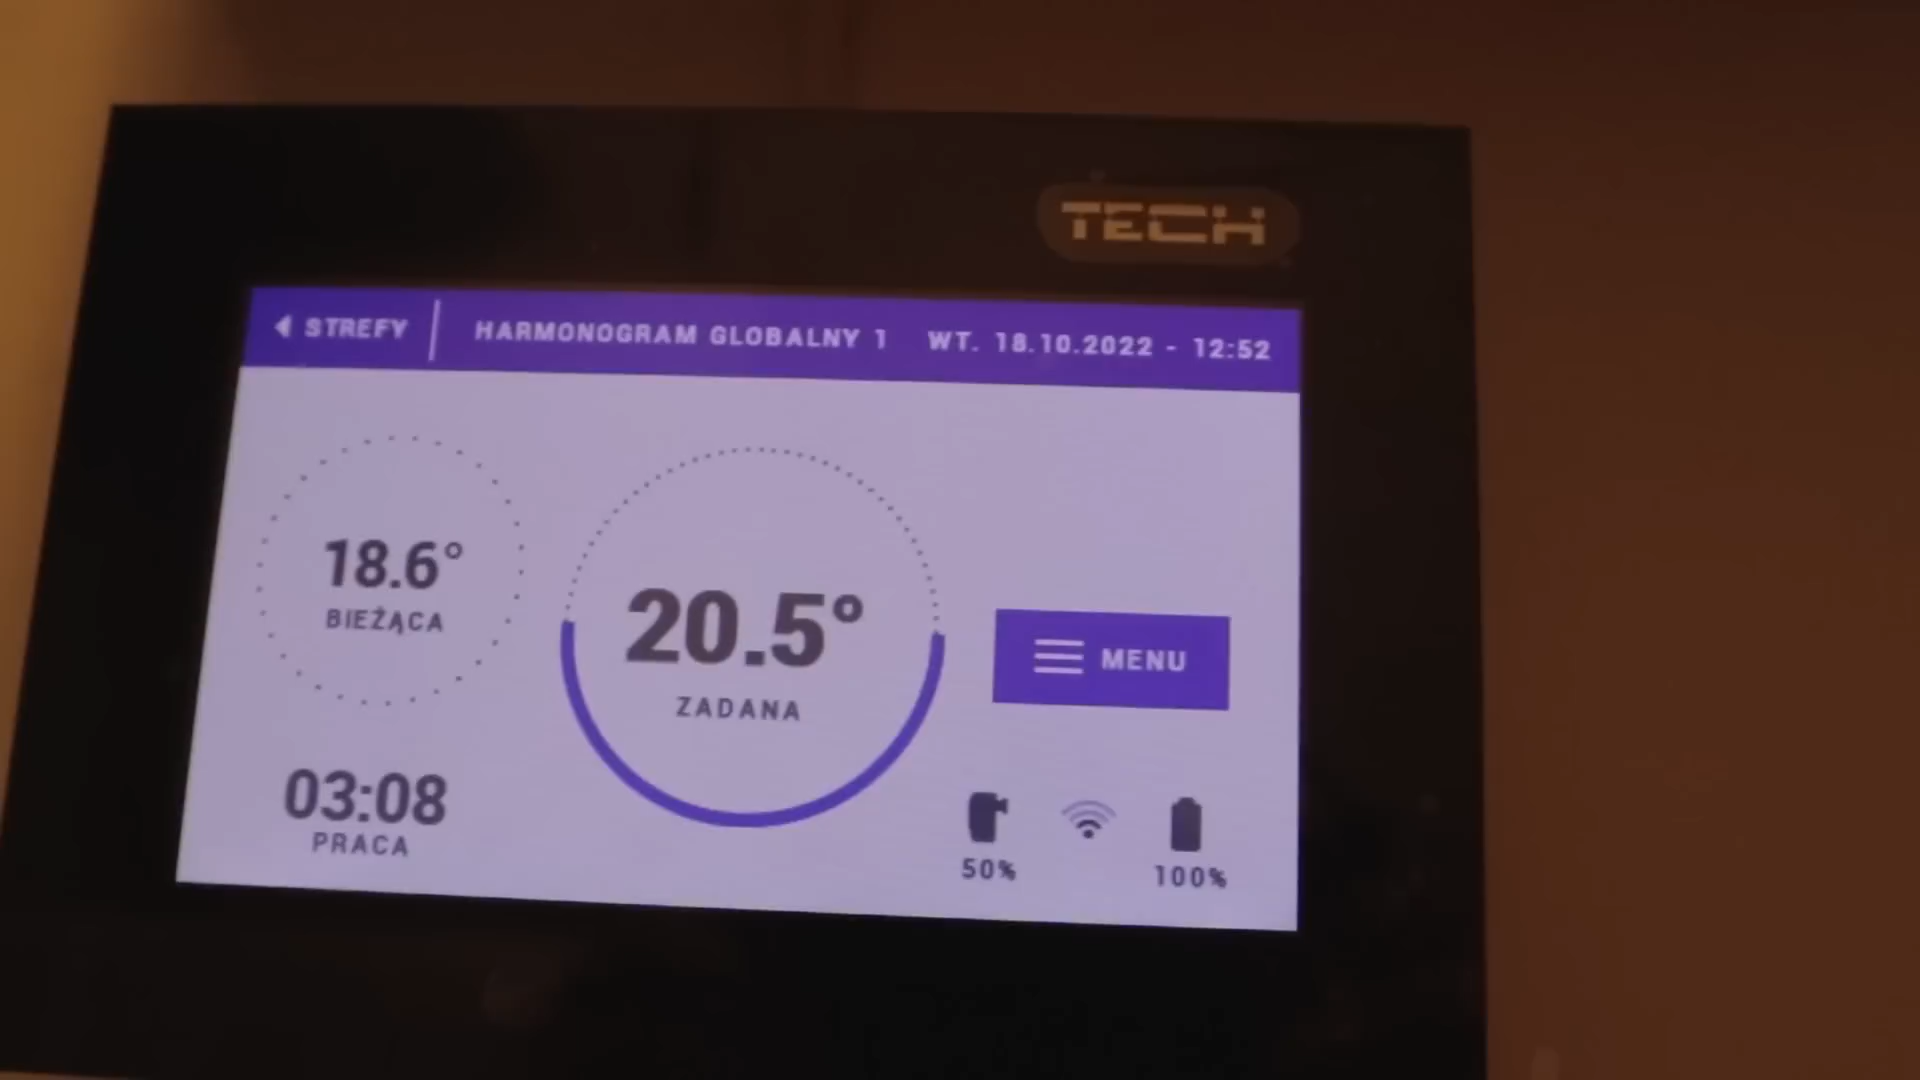 TECH
STREFY HARMONOGRAM GLOBALNY 1 WT. 18.10.2022 - 12:52
18.6°
BIEŻĄCA
20.5°
ZADANA
MENU
03:08
PRACA
50%
100%